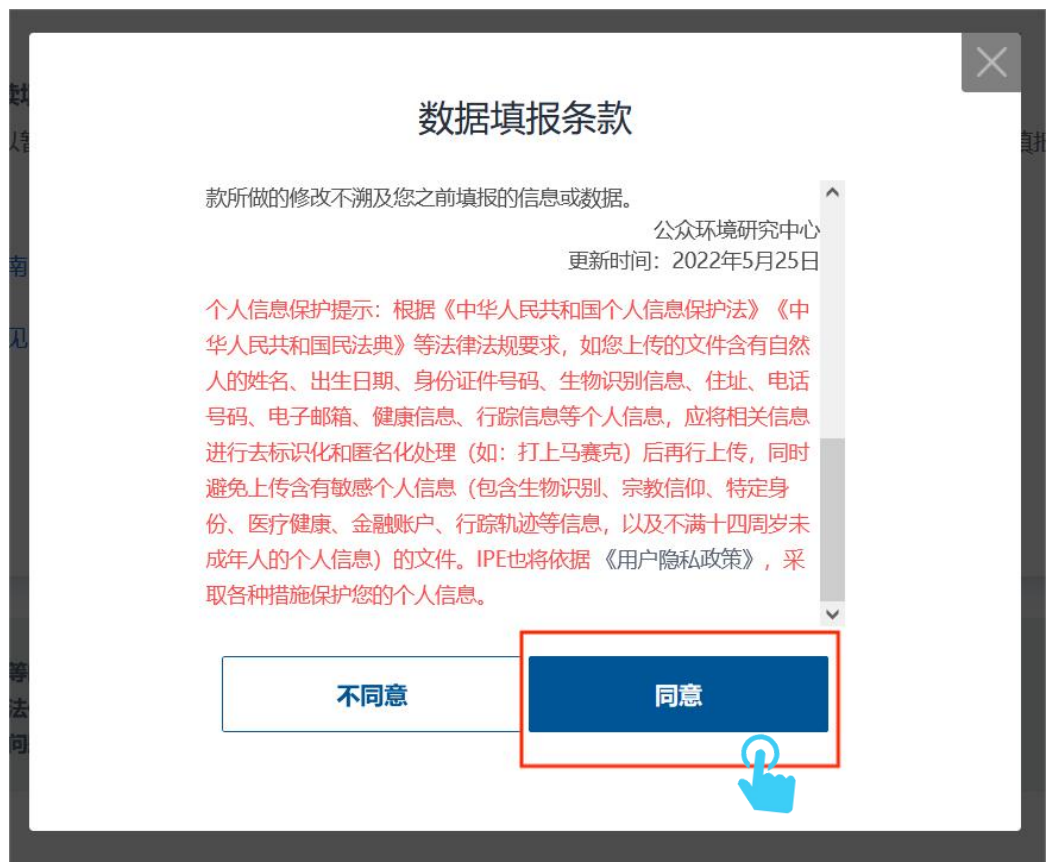 数据填报条款
款所做的修改不溯及您之前填报的信息或数据。
公众环境研究中心
更新时间：2022年5月25日
个人信息保护提示：根据《中华人民共和国个人信息保护法》《中
华人民共和国民法典》等法律法规要求，如您上传的文件含有自然
人的姓名、出生日期、身份证件号码、生物识别信息、住址、电话
号码、电子邮箱、健康信息、行踪信息等个人信息，应将相关信息
进行去标识化和匿名化处理（如：打上马赛克）后再行上传，同时
避免上传含有敏感个人信息（包含生物识别、宗教信仰、特定身
份、医疗健康、金融账户、行踪轨迹等信息，以及不满十四周岁未
成年人的个人信息）的文件。IPE也将依据 《用户隐私政策》，采
取各种措施保护您的个人信息。
不同意
同意
南
见
等
法
问